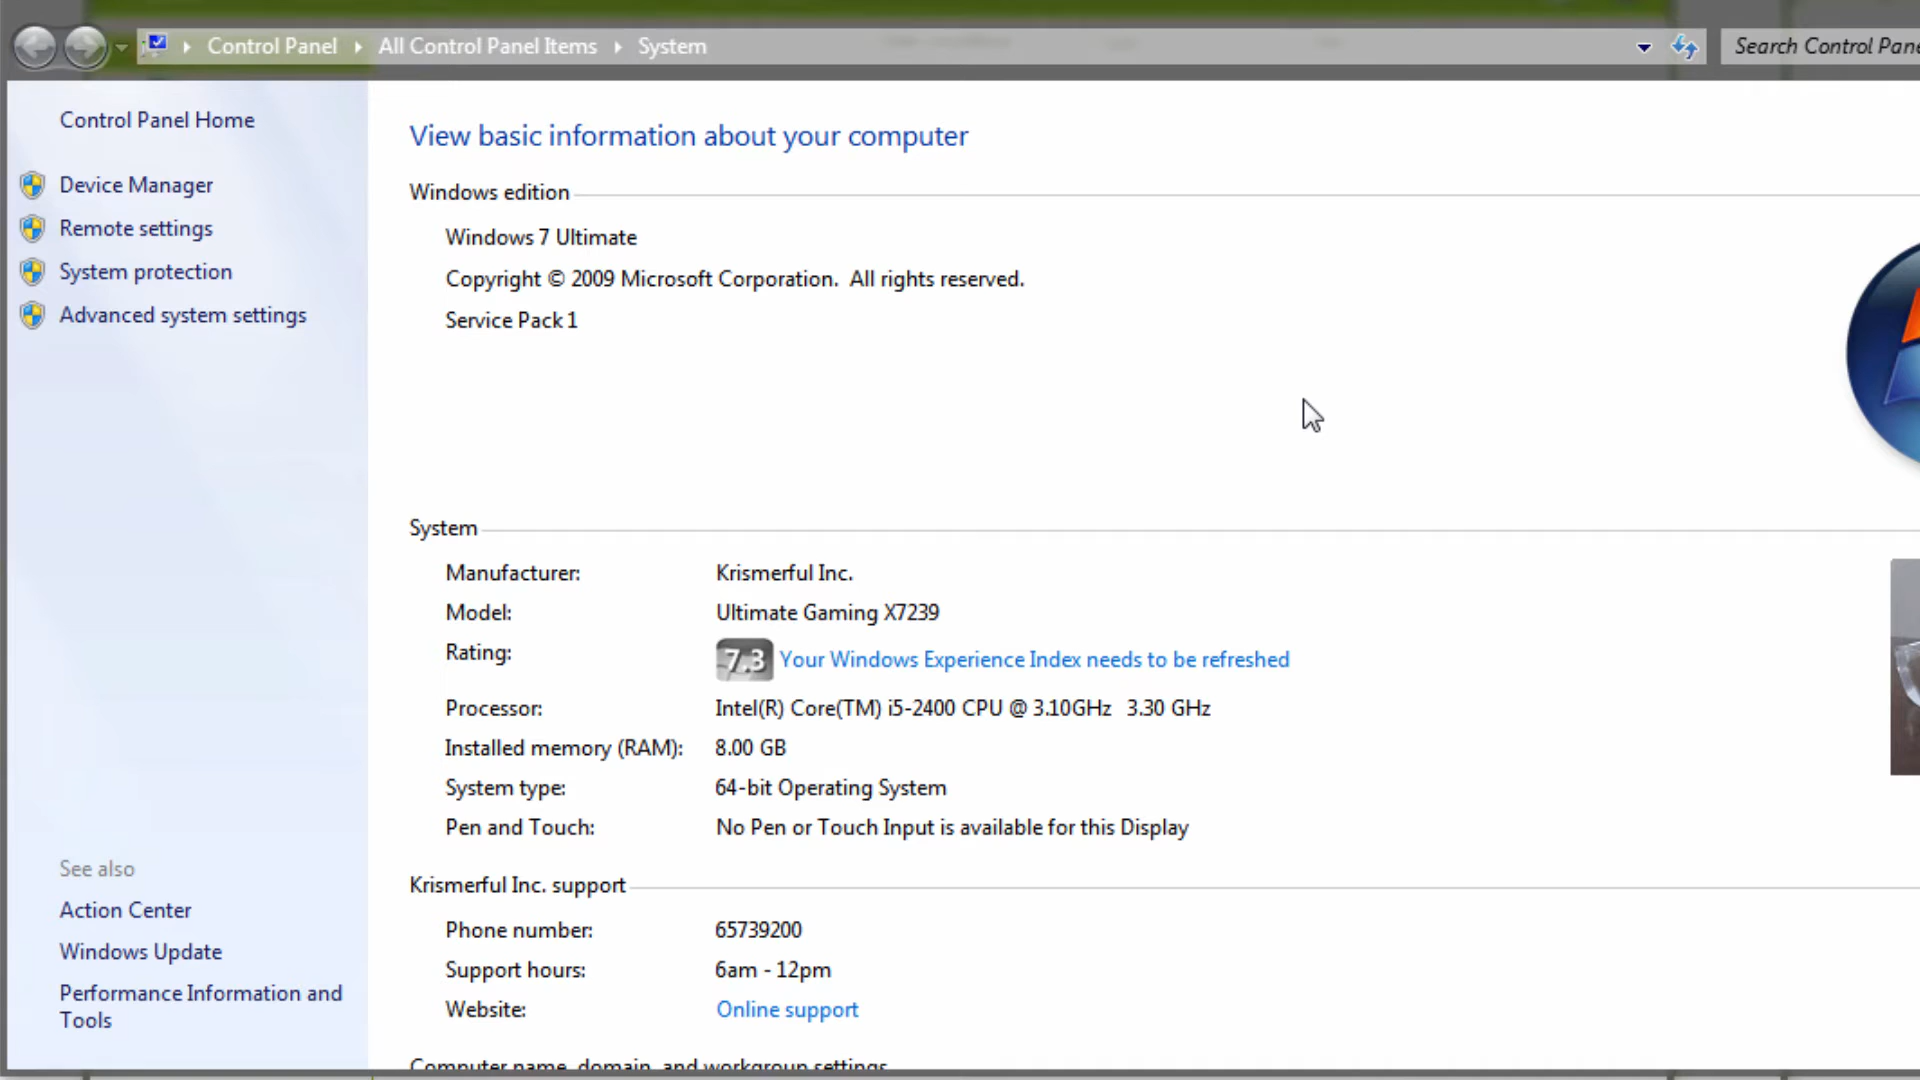 Control Panel All Control Panel Items System
Search Control Pane
Control Panel Home
Device Manager
Remote settings
System protection
Advanced system settings
See also
Action Center
Windows Update
Performance Information and
Tools
View basic information about your computer
Windows edition
Windows 7 Ultimate
Copyright © 2009 Microsoft Corporation. All rights reserved.
Service Pack 1
System
Manufacturer: Krismerful Inc.
Model: Ultimate Gaming X7239
Rating: 7.3 Your Windows Experience Index needs to be refreshed
Processor: Intel(R) Core(TM) i5-2400 CPU @ 3.10GHz 3.30 GHz
Installed memory (RAM): 8.00 GB
System type: 64-bit Operating System
Pen and Touch: No Pen or Touch Input is available for this Display
Krismerful Inc. support
Phone number: 65739200
Support hours: 6am - 12pm
Website: Online support
Computer name, domain, and workgroup settings